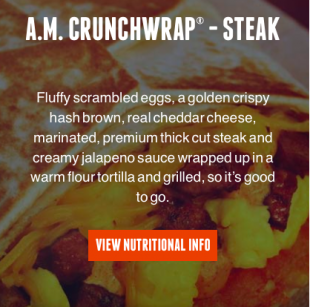 A.M. CRUNCHWRAP® - STEAK
Fluffy scrambled eggs, a golden crispy
hash brown, real cheddar cheese,
marinated, premium thick cut steak and
creamy jalapeno sauce wrapped up in a
warm flour tortilla and grilled, so it's good
to go.
VIEW NUTRITIONAL INFO